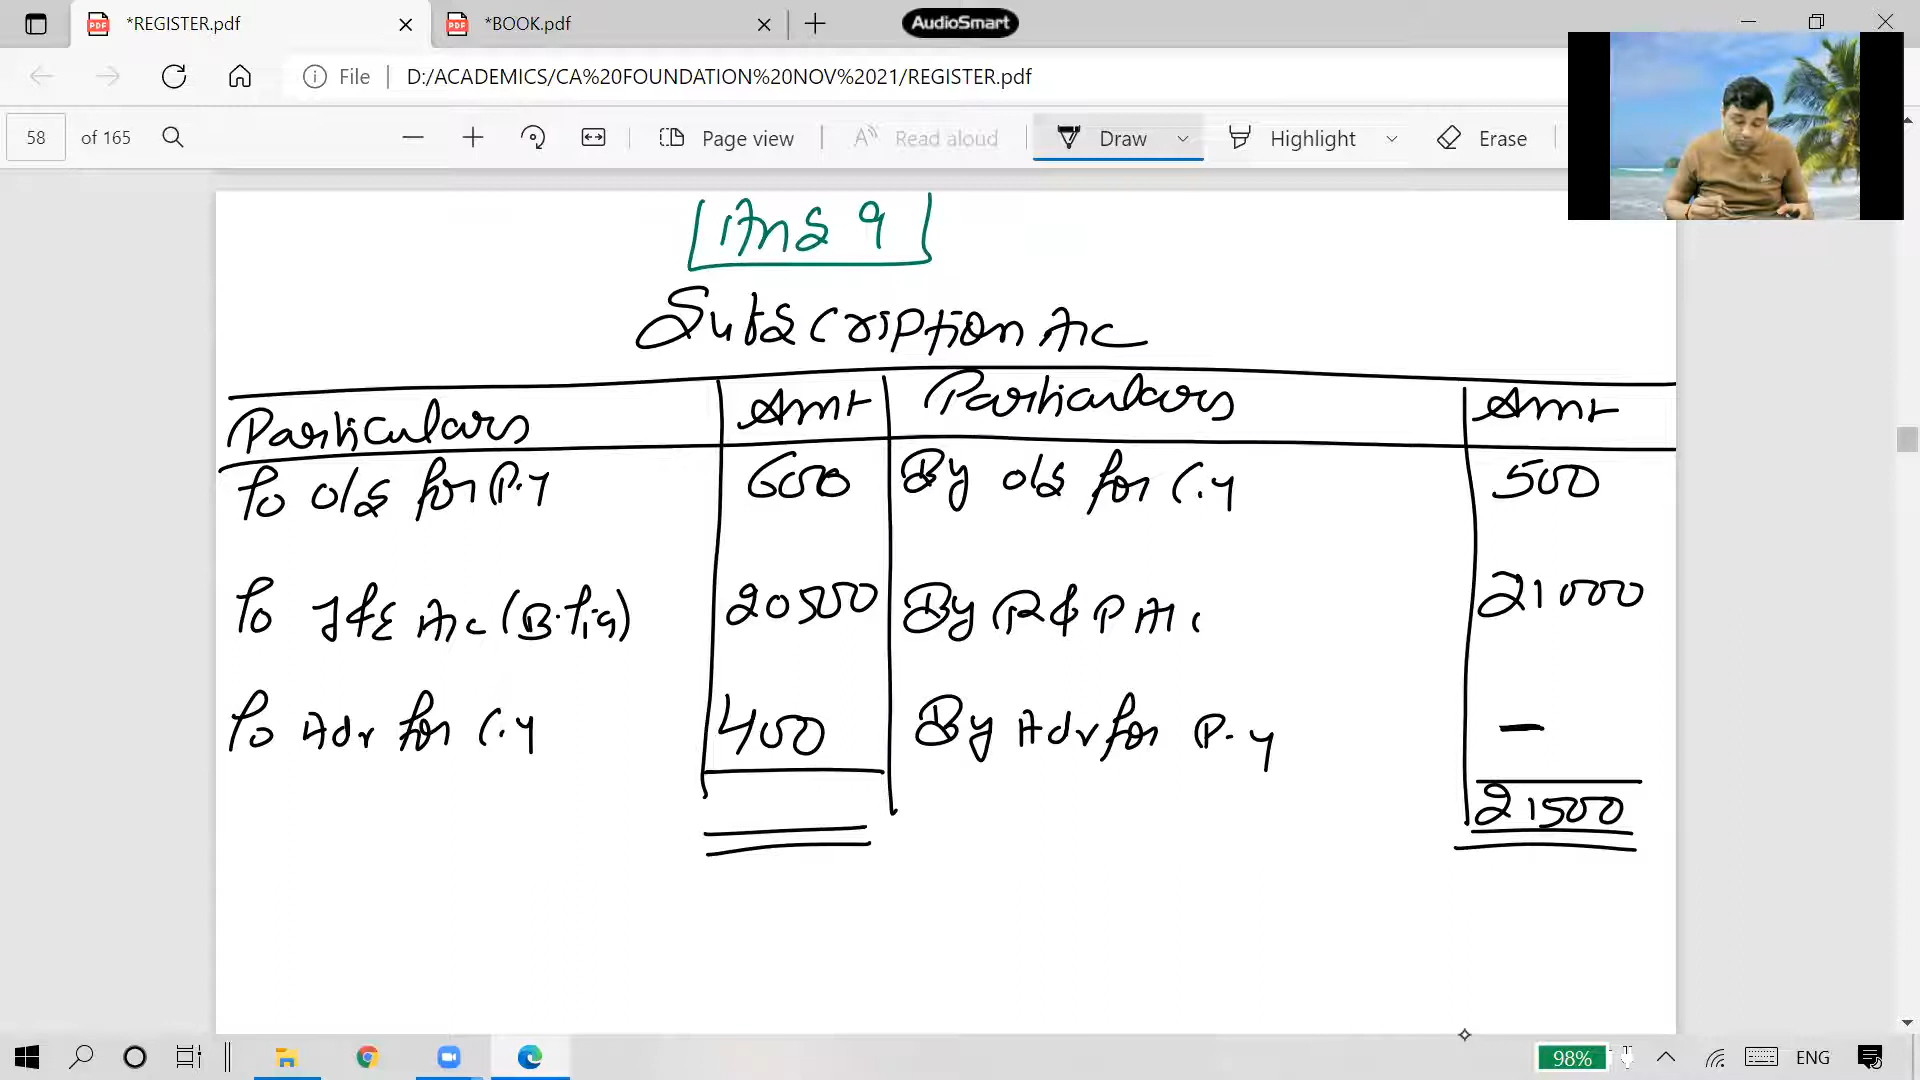 *REGISTER.pdf
*BOOK.pdf
AudioSmart
File
D:/ACADEMICS/CA%20FOUNDATION%20NOV%2021/REGISTER.pdf
58 of 165
Page view
Read aloud
Draw
Highlight
Erase
Ans 9
Subscription A/c
Particulars Amt Particulars Amt
To o/s for P.Y 600 By o/s for C.Y 500
To I&E A/c (B.fig) 20500 By R&P A/c 21000
To Adv for C.Y 400 By Adv for P.Y —
21500
98%
ENG